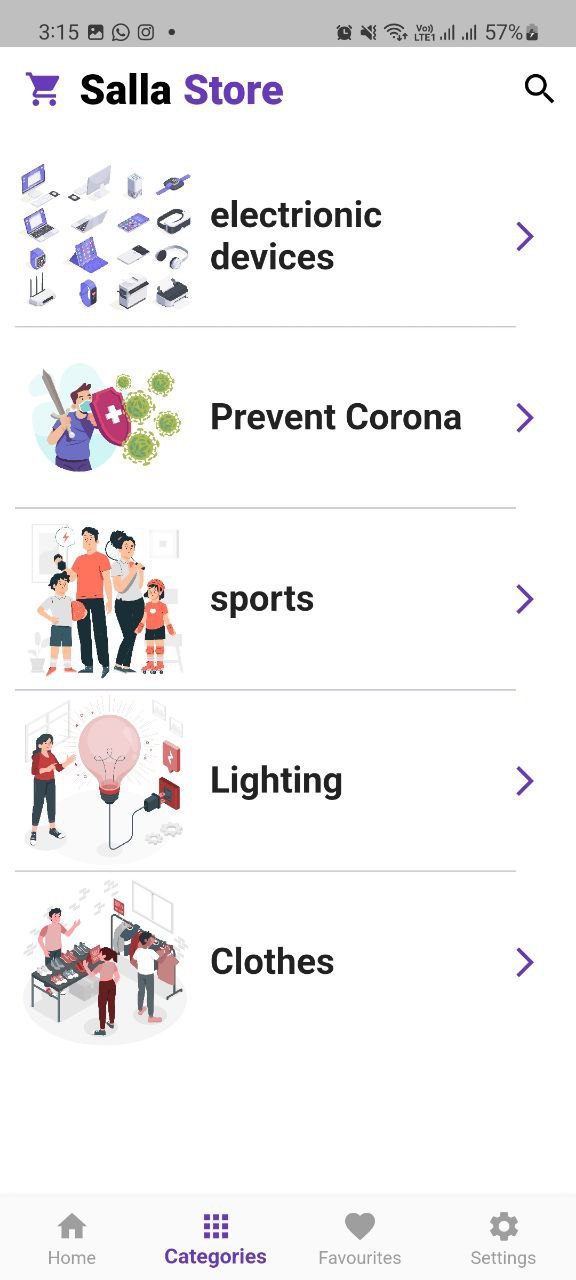 3:15
Vo)) LTE1 57%
Salla Store
electrionic
devices
Prevent Corona
sports
Lighting
Clothes
Home Categories Favourites Settings